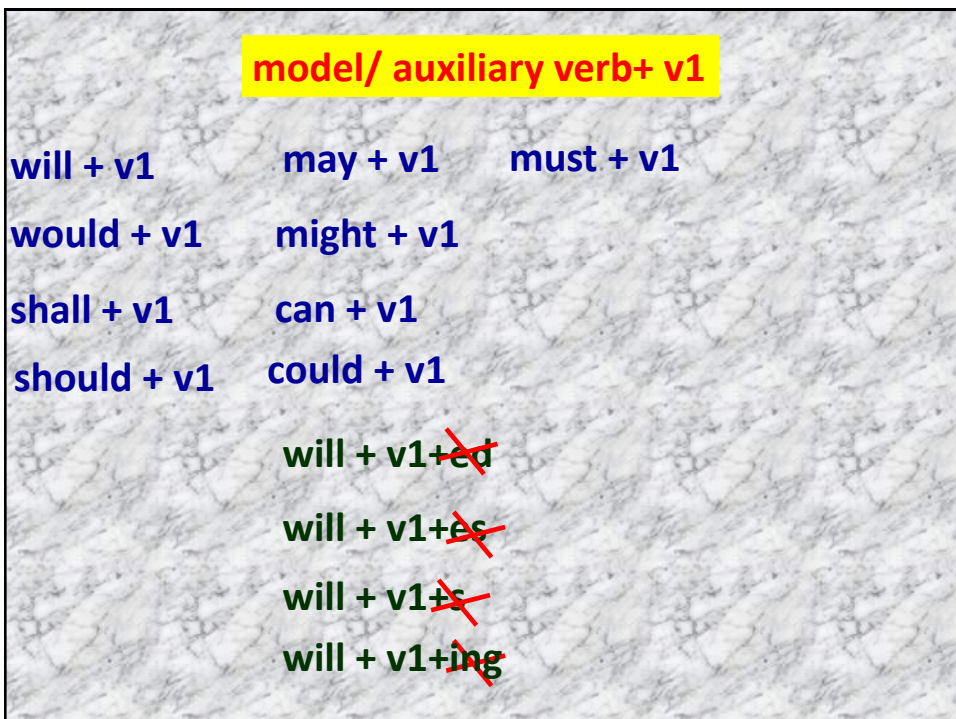 model/ auxiliary verb+ v1
will + v1 may + v1 must + v1
would + v1 might + v1
shall + v1 can + v1
should + v1 could + v1
will + v1+ed
will + v1+es
will + v1+s
will + v1+ing